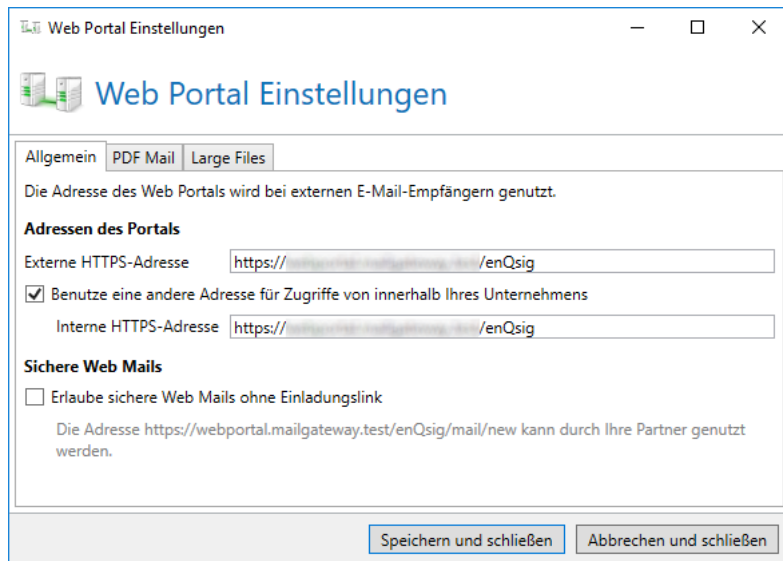 Web Portal Einstellungen
Web Portal Einstellungen
Allgemein PDF Mail Large Files
Die Adresse des Web Portals wird bei externen E-Mail-Empfängern genutzt.
Adressen des Portals
Externe HTTPS-Adresse https:// /enQsig
Benutze eine andere Adresse für Zugriffe von innerhalb Ihres Unternehmens
Interne HTTPS-Adresse https:// /enQsig
Sichere Web Mails
Erlaube sichere Web Mails ohne Einladungslink
Die Adresse https://webportal.mailgateway.test/enQsig/mail/new kann durch Ihre Partner genutzt
werden.
Speichern und schließen Abbrechen und schließen